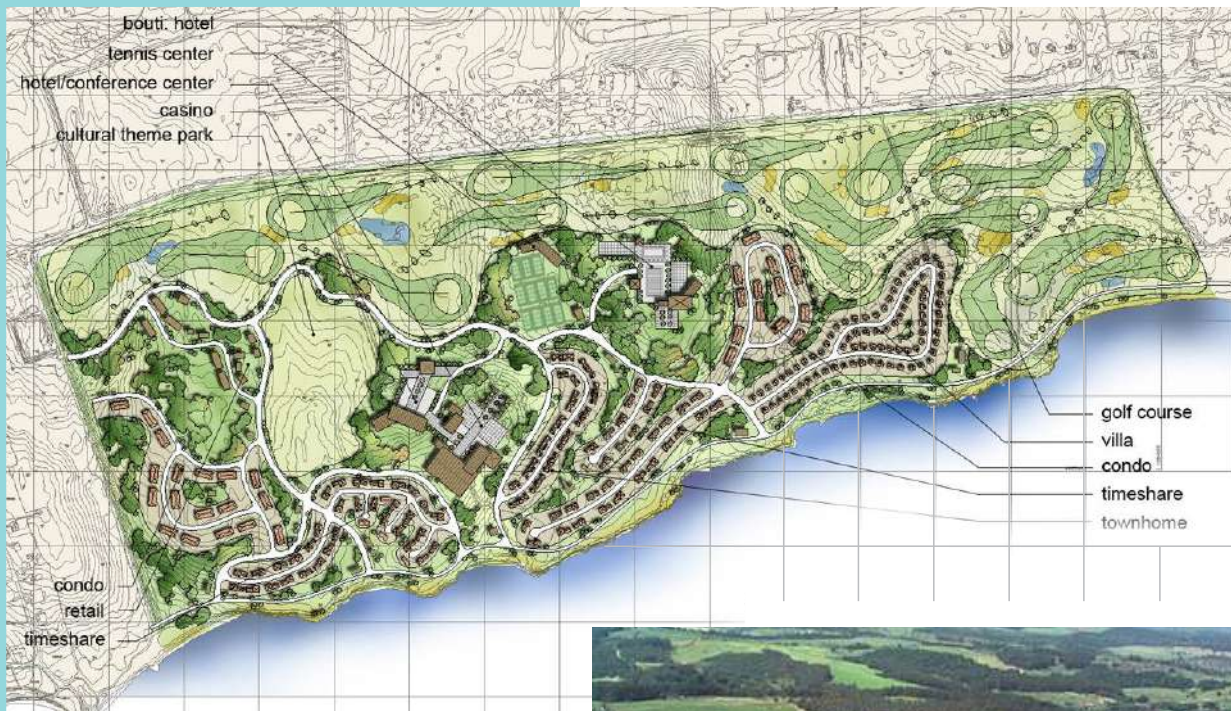 bouti. hotel
tennis center
hotel/conference center
casino
cultural theme park
golf course
villa
condo
timeshare
townhome
condo
retail
timeshare